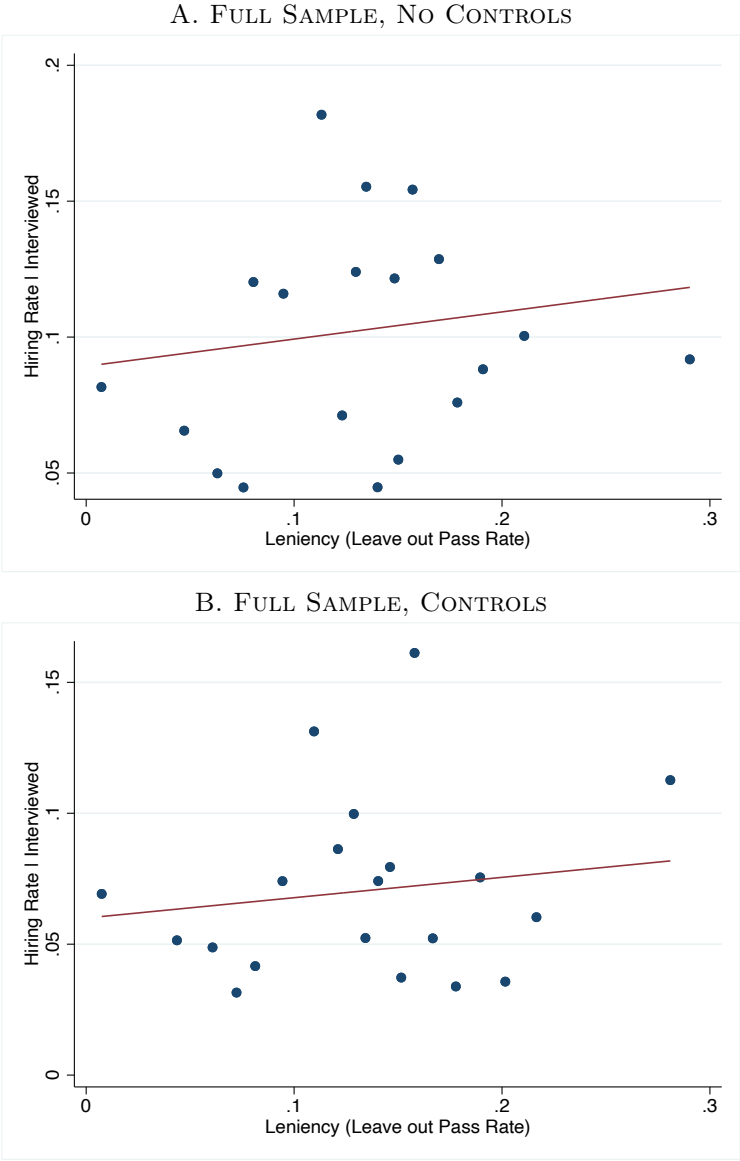 A. Full Sample, No Controls
.2
.15
.1
.05
Hiring Rate | Interviewed
0 .1 .2 .3
Leniency (Leave out Pass Rate)
B. Full Sample, Controls
.15
.1
.05
0
Hiring Rate | Interviewed
0 .1 .2 .3
Leniency (Leave out Pass Rate)